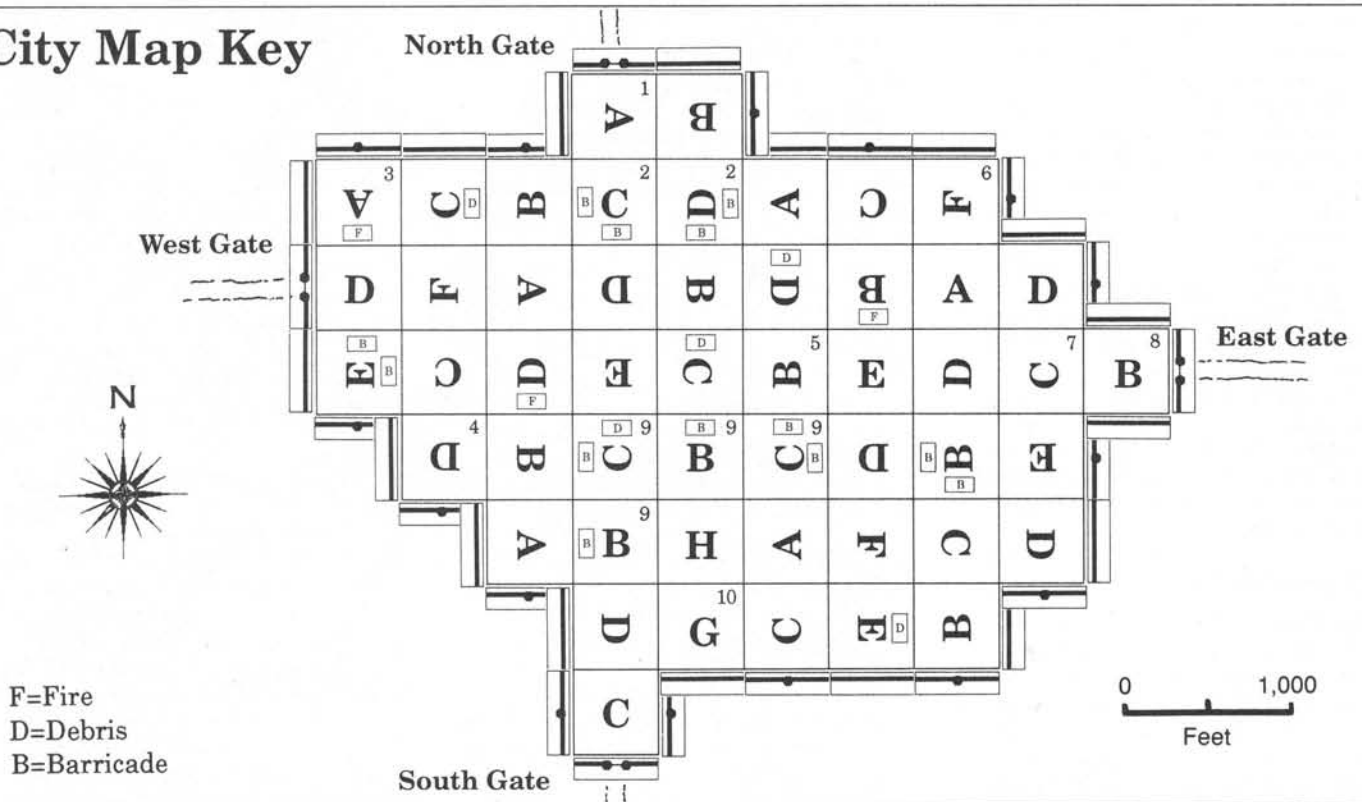 City Map Key
North Gate
1
A B
3 2 2 6
A C D B B C D B A C F
F B B
West Gate
D
D F A D B D B A D
F
B D 5 7 8
East Gate
E B C D E C B E D C B
F
N
4 D 9 B 9 B 9
D B B C B C B D B B E
B
9
A B B H A F C D
10
D G C E D B
F=Fire
D=Debris
B=Barricade
C
0 1,000
Feet
South Gate